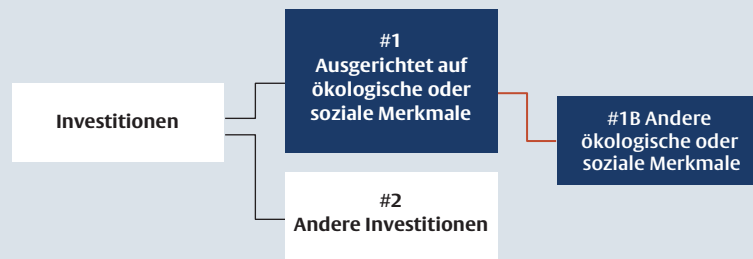 Investitionen
#1
Ausgerichtet auf
ökologische oder
soziale Merkmale
#1B Andere
ökologische oder
soziale Merkmale
#2
Andere Investitionen